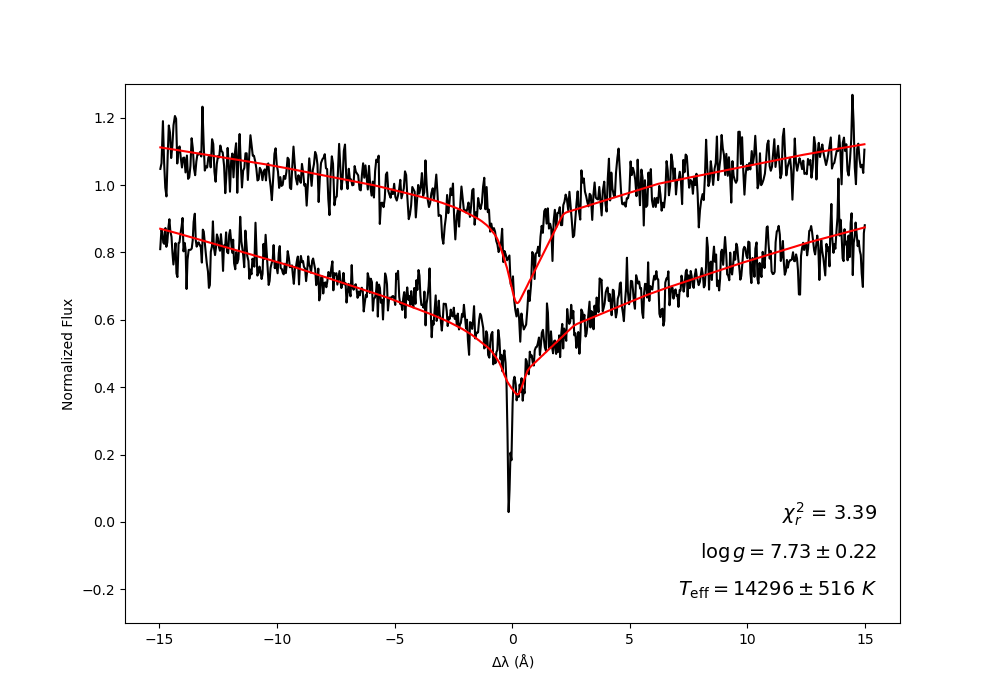 1.2
1.0
0.8
0.6
0.4
0.2
0.0
−0.2
Normalized Flux
χ²ᵣ = 3.39
log g = 7.73 ± 0.22
T_eff = 14296 ± 516 K
−15 −10 −5 0 5 10 15
Δλ (Å)